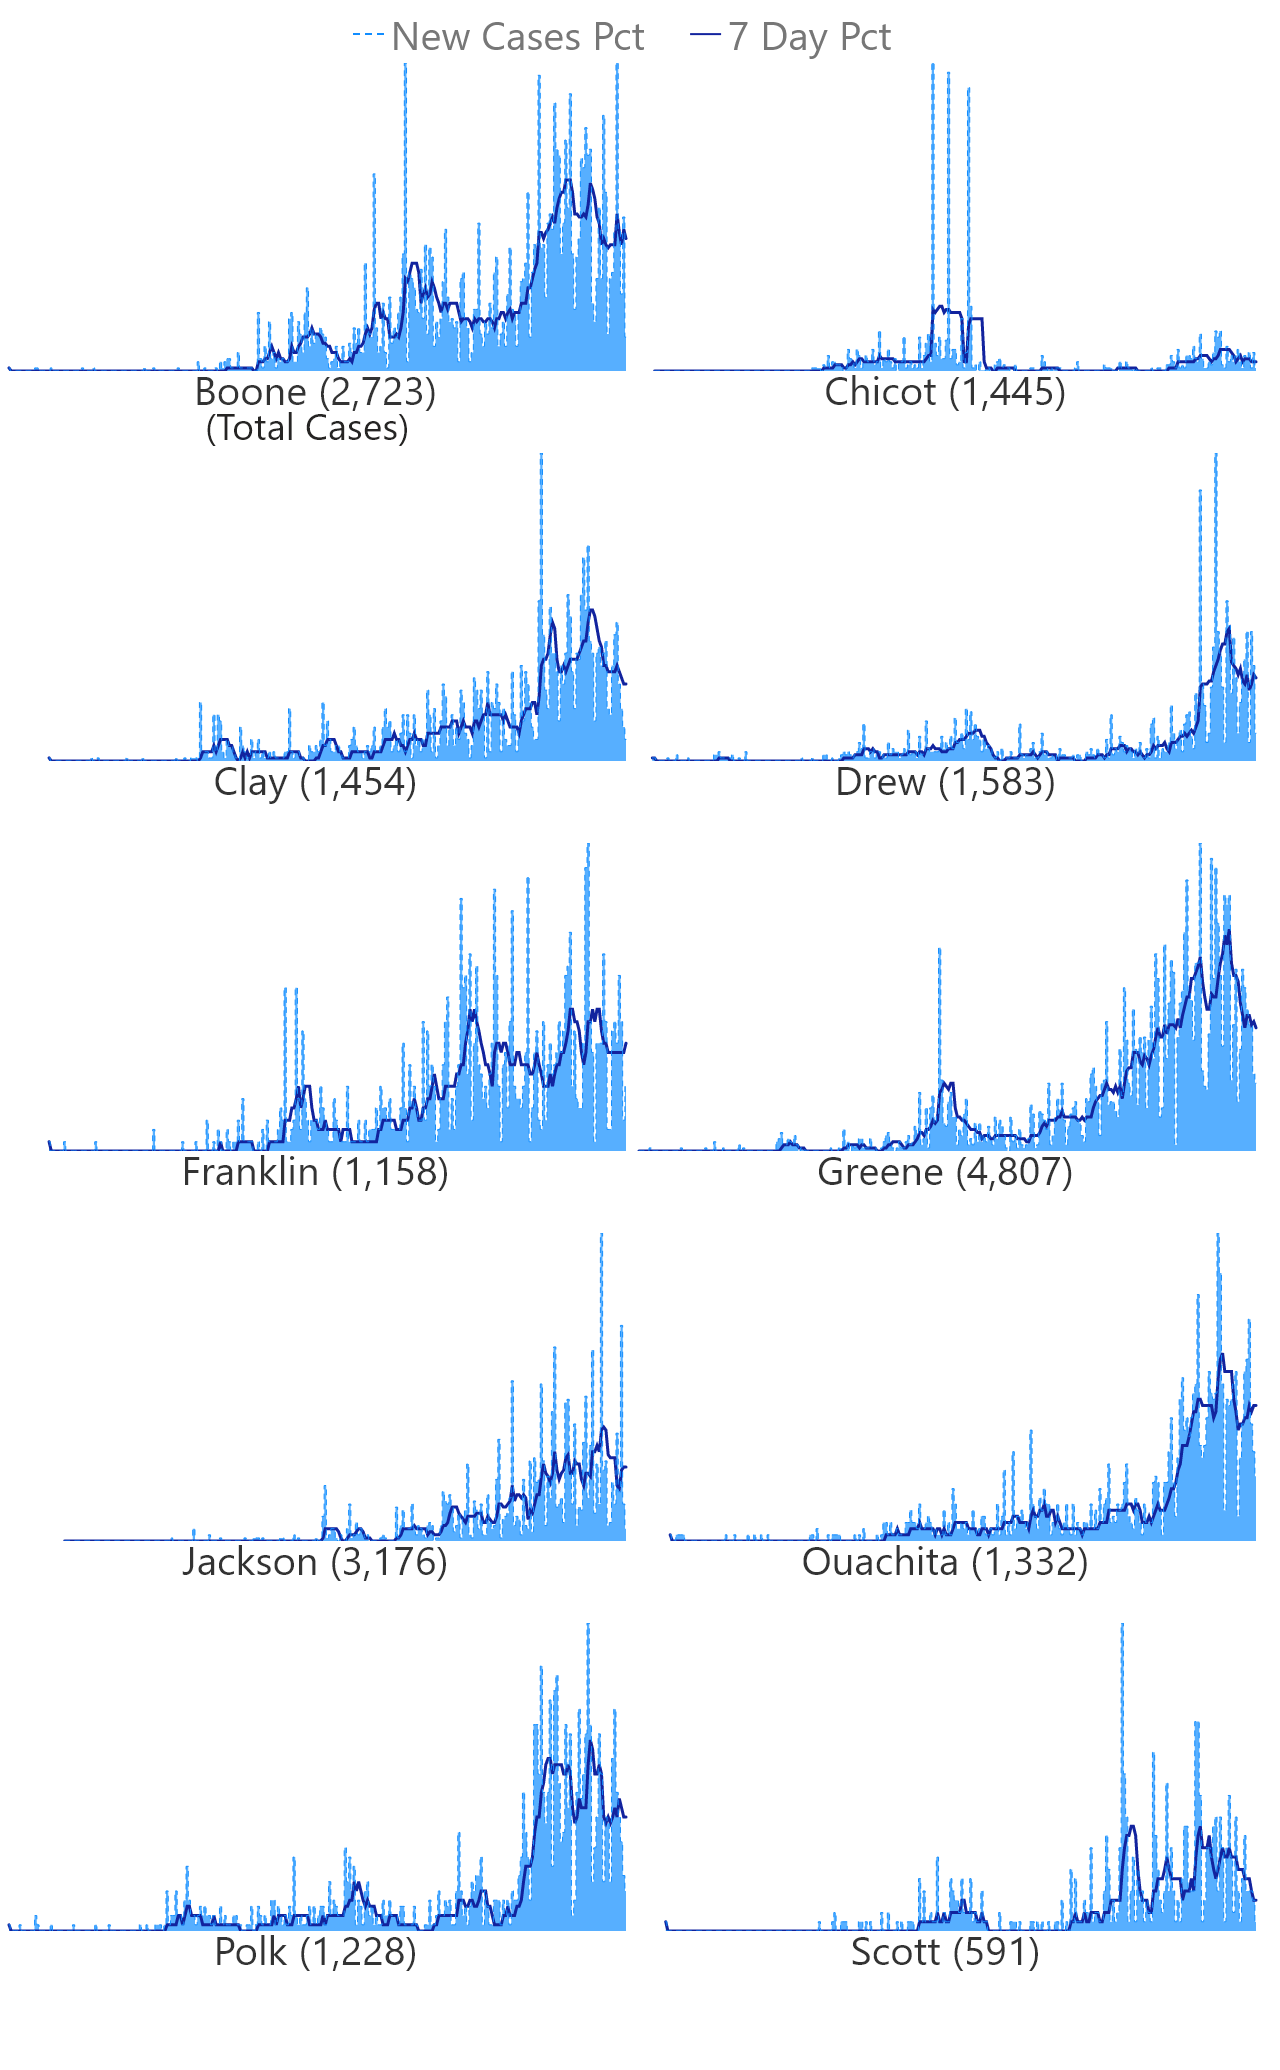 New Cases Pct 7 Day Pct
Boone (2,723) Chicot (1,445)
(Total Cases)
Clay (1,454) Drew (1,583)
Franklin (1,158) Greene (4,807)
Jackson (3,176) Ouachita (1,332)
Polk (1,228) Scott (591)